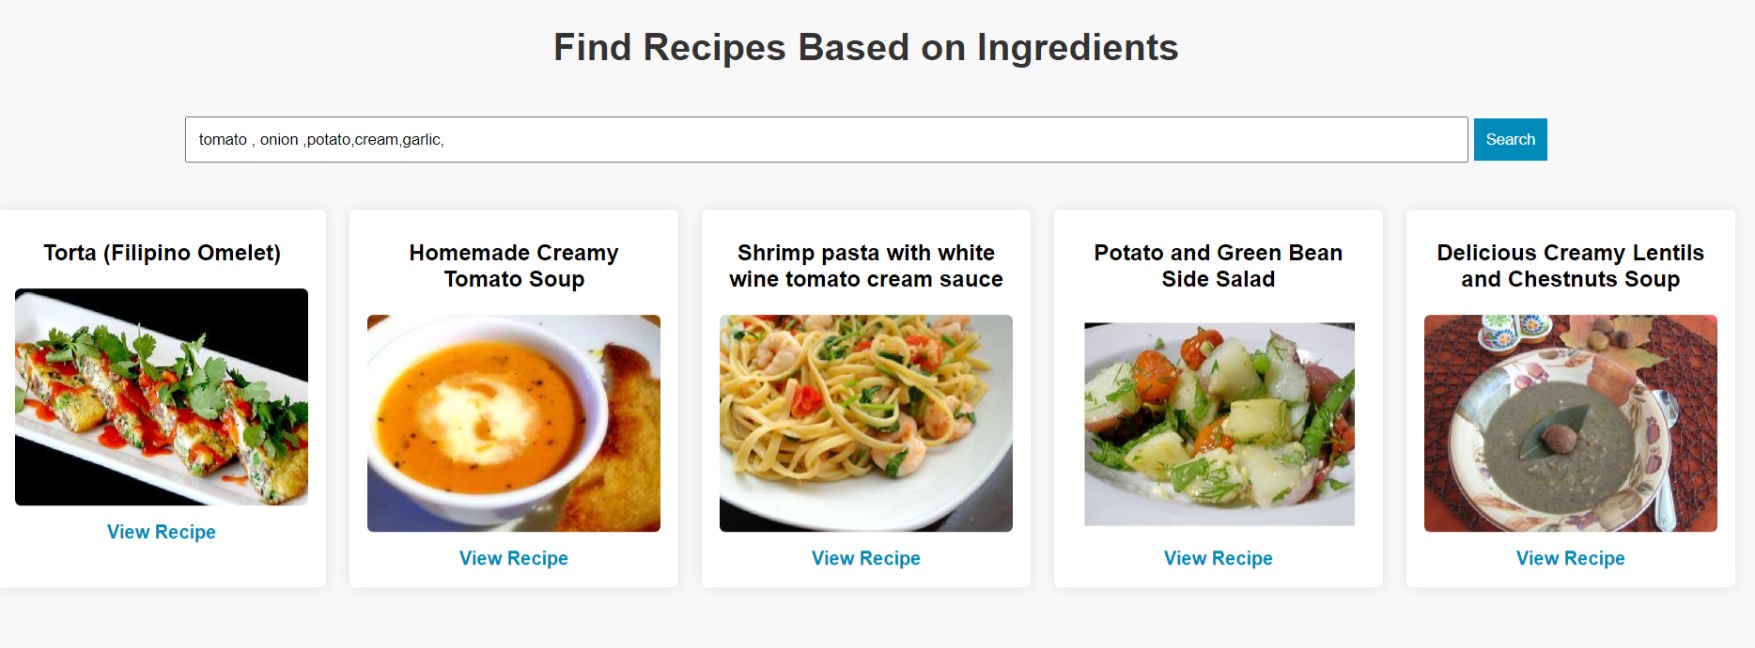 Find Recipes Based on Ingredients
tomato , onion ,potato,cream,garlic,
Search
Torta (Filipino Omelet)
View Recipe
Homemade Creamy
Tomato Soup
View Recipe
Shrimp pasta with white
wine tomato cream sauce
View Recipe
Potato and Green Bean
Side Salad
View Recipe
Delicious Creamy Lentils
and Chestnuts Soup
View Recipe